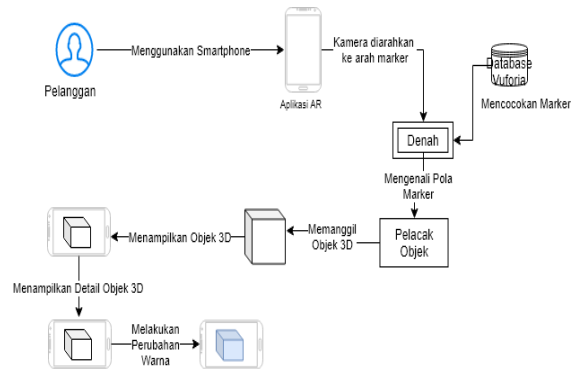 Menggunakan Smartphone
Kamera diarahkan
ke arah marker
Pelanggan
Aplikasi AR
Database
Vuforia
Mencocokan Marker
Denah
Mengenali Pola
Marker
Pelacak
Objek
Memanggil
Objek 3D
Menampilkan Objek 3D
Menampilkan Detail Objek 3D
Melakukan
Perubahan
Warna